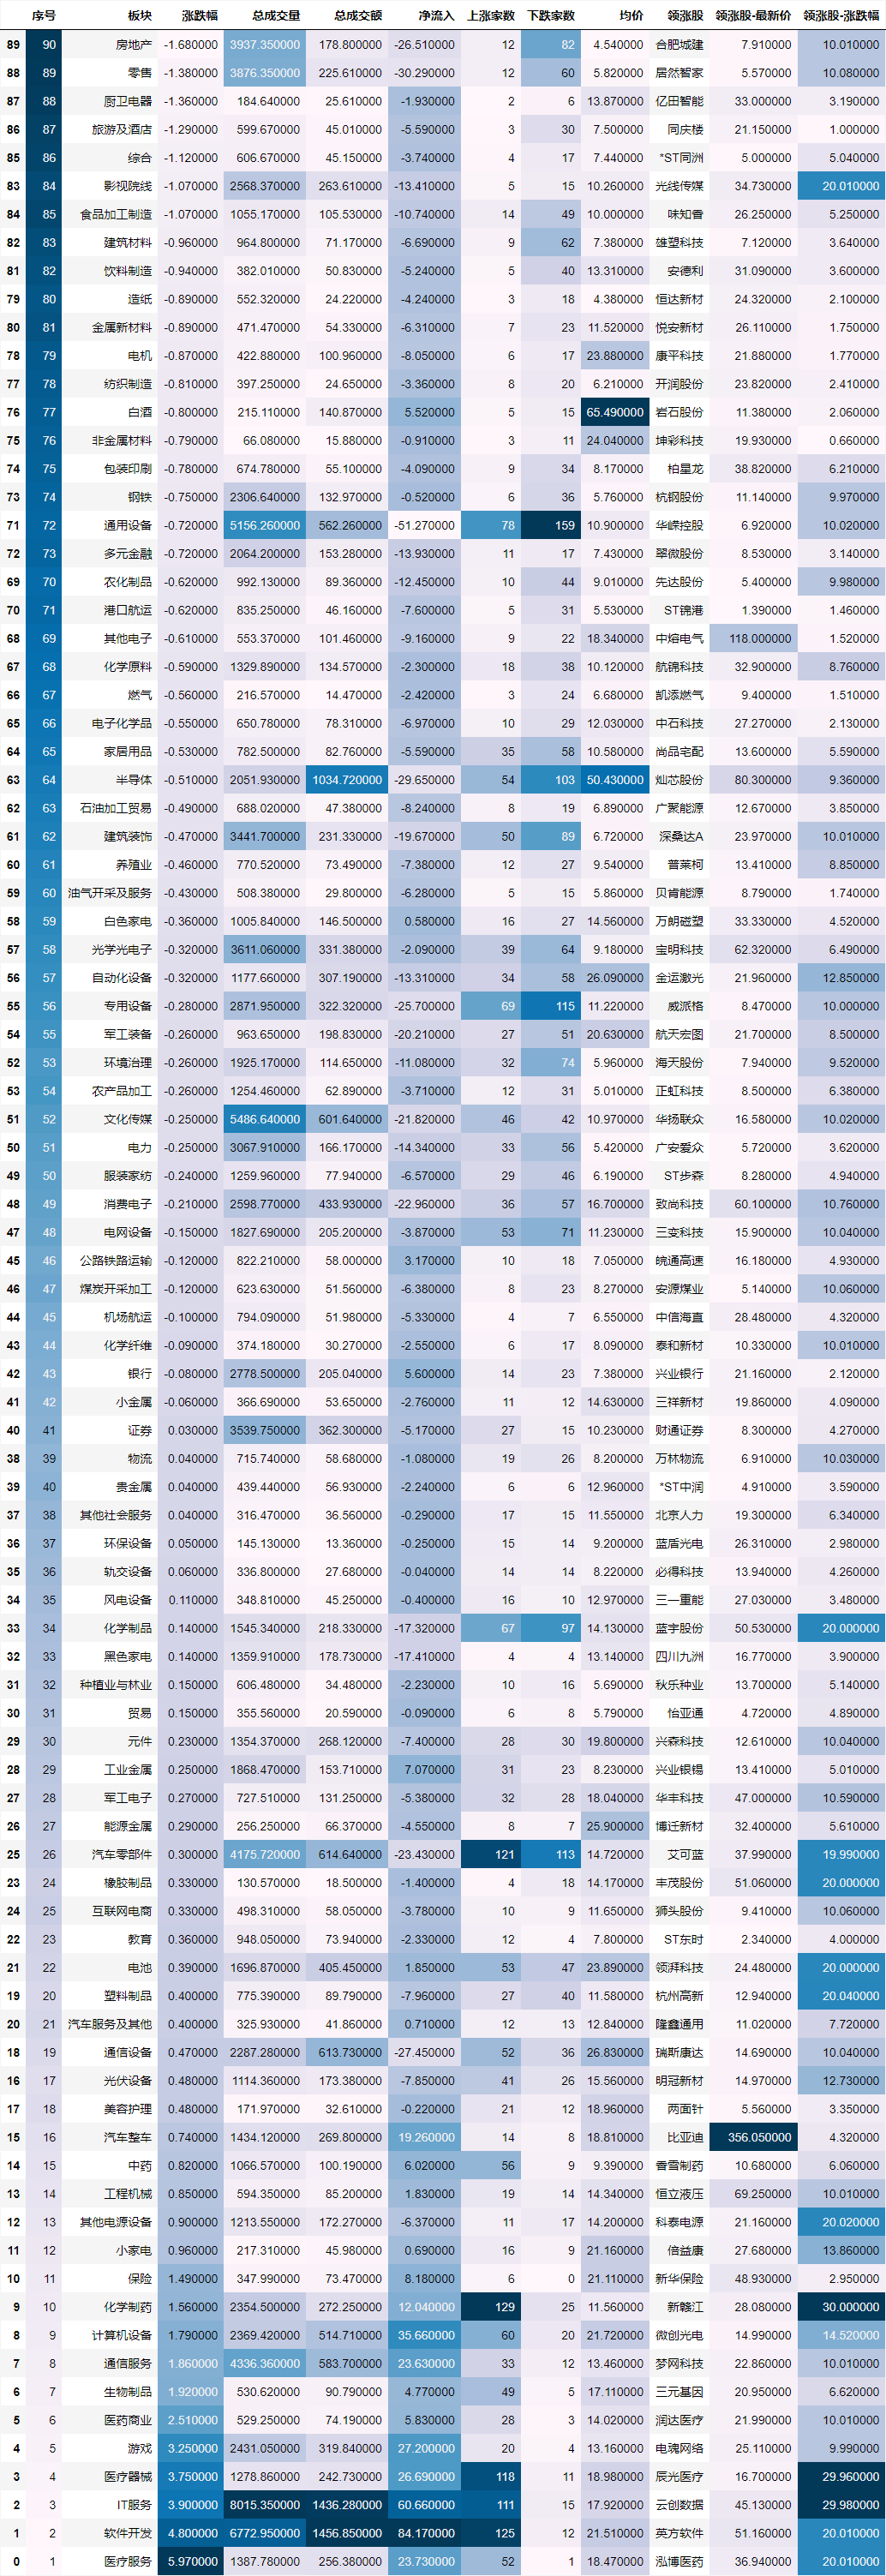 序号 板块 涨跌幅 总成交量 总成交额 净流入 上涨家数 下跌家数 均价 领涨股 领涨股-最新价 领涨股-涨跌幅
89 90 房地产 -1.680000 3937.350000 178.800000 -26.510000 12 82 4.540000 合肥城建 7.910000 10.010000
88 89 零售 -1.380000 3876.350000 225.610000 -30.290000 12 60 5.820000 居然智家 5.570000 10.080000
87 88 厨卫电器 -1.360000 184.640000 25.610000 -1.930000 2 6 13.870000 亿田智能 33.000000 3.190000
86 87 旅游及酒店 -1.290000 599.670000 45.010000 -5.590000 3 30 7.500000 同庆楼 21.150000 1.000000
85 86 综合 -1.120000 606.670000 45.150000 -3.740000 4 17 7.440000 *ST同洲 5.000000 5.040000
83 84 影视院线 -1.070000 2568.370000 263.610000 -13.410000 5 15 10.260000 光线传媒 34.730000 20.010000
84 85 食品加工制造 -1.070000 1055.170000 105.530000 -10.740000 14 49 10.000000 味知香 26.250000 5.250000
82 83 建筑材料 -0.960000 964.800000 71.170000 -6.690000 9 62 7.380000 雄塑科技 7.120000 3.640000
81 82 饮料制造 -0.940000 382.010000 50.830000 -5.240000 5 40 13.310000 安德利 31.090000 3.600000
79 80 造纸 -0.890000 552.320000 24.220000 -4.240000 3 18 4.380000 恒达新材 24.320000 2.100000
80 81 金属新材料 -0.890000 471.470000 54.330000 -6.310000 7 23 11.520000 悦安新材 26.110000 1.750000
78 79 电机 -0.870000 422.880000 100.960000 -8.050000 6 17 23.880000 康平科技 21.880000 1.770000
77 78 纺织制造 -0.810000 397.250000 24.650000 -3.360000 8 20 6.210000 开润股份 23.820000 2.410000
76 77 白酒 -0.800000 215.110000 140.870000 5.520000 5 15 65.490000 岩石股份 11.380000 2.060000
75 76 非金属材料 -0.790000 66.080000 15.880000 -0.910000 3 11 24.040000 坤彩科技 19.930000 0.660000
74 75 包装印刷 -0.780000 674.780000 55.100000 -4.090000 9 34 8.170000 柏星龙 38.820000 6.210000
73 74 钢铁 -0.750000 2306.640000 132.970000 -0.520000 6 36 5.760000 杭钢股份 11.140000 9.970000
71 72 通用设备 -0.720000 5156.260000 562.260000 -51.270000 78 159 10.900000 华嵘控股 6.920000 10.020000
72 73 多元金融 -0.720000 2064.200000 153.280000 -13.930000 11 17 7.430000 翠微股份 8.530000 3.140000
69 70 农化制品 -0.620000 992.130000 89.360000 -12.450000 10 44 9.010000 先达股份 5.400000 9.980000
70 71 港口航运 -0.620000 835.250000 46.160000 -7.600000 5 31 5.530000 ST锦港 1.390000 1.460000
68 69 其他电子 -0.610000 553.370000 101.460000 -9.160000 9 22 18.340000 中熔电气 118.000000 1.520000
67 68 化学原料 -0.590000 1329.890000 134.570000 -2.300000 18 38 10.120000 航锦科技 32.900000 8.760000
66 67 燃气 -0.560000 216.570000 14.470000 -2.420000 3 24 6.680000 凯添燃气 9.400000 1.510000
65 66 电子化学品 -0.550000 650.780000 78.310000 -6.970000 10 29 12.030000 中石科技 27.270000 2.130000
64 65 家居用品 -0.530000 782.500000 82.760000 -5.590000 35 58 10.580000 尚品宅配 13.600000 5.590000
63 64 半导体 -0.510000 2051.930000 1034.720000 -29.650000 54 103 50.430000 灿芯股份 80.300000 9.360000
62 63 石油加工贸易 -0.490000 688.020000 47.380000 -8.240000 8 19 6.890000 广聚能源 12.670000 3.850000
61 62 建筑装饰 -0.470000 3441.700000 231.330000 -19.670000 50 89 6.720000 深桑达A 23.970000 10.010000
60 61 养殖业 -0.460000 770.520000 73.490000 -7.380000 12 27 9.540000 普莱柯 13.410000 8.850000
59 60 油气开采及服务 -0.430000 508.380000 29.800000 -6.280000 5 15 5.860000 贝肯能源 8.790000 1.740000
58 59 白色家电 -0.360000 1005.840000 146.500000 0.580000 16 27 14.560000 万朗磁塑 33.330000 4.520000
57 58 光学光电子 -0.320000 3611.060000 331.380000 -2.090000 39 64 9.180000 宝明科技 62.320000 6.490000
56 57 自动化设备 -0.320000 1177.660000 307.190000 -13.310000 34 58 26.090000 金运激光 21.960000 12.850000
55 56 专用设备 -0.280000 2871.950000 322.320000 -25.700000 69 115 11.220000 威派格 8.470000 10.000000
54 55 军工装备 -0.260000 963.650000 198.830000 -20.210000 27 51 20.630000 航天宏图 21.700000 8.500000
52 53 环境治理 -0.260000 1925.170000 114.650000 -11.080000 32 74 5.960000 海天股份 7.940000 9.520000
53 54 农产品加工 -0.260000 1254.460000 62.890000 -3.710000 12 31 5.010000 正虹科技 8.500000 6.380000
51 52 文化传媒 -0.250000 5486.640000 601.640000 -21.820000 46 42 10.970000 华扬联众 16.580000 10.020000
50 51 电力 -0.250000 3067.910000 166.170000 -14.340000 33 56 5.420000 广安爱众 5.720000 3.620000
49 50 服装家纺 -0.240000 1259.960000 77.940000 -6.570000 29 46 6.190000 ST步森 8.280000 4.940000
48 49 消费电子 -0.210000 2598.770000 433.930000 -22.960000 36 57 16.700000 致尚科技 60.100000 10.760000
47 48 电网设备 -0.150000 1827.690000 205.200000 -3.870000 53 71 11.230000 三变科技 15.900000 10.040000
45 46 公路铁路运输 -0.120000 822.210000 58.000000 3.170000 10 18 7.050000 皖通高速 16.180000 4.930000
46 47 煤炭开采加工 -0.120000 623.630000 51.560000 -6.380000 8 23 8.270000 安源煤业 5.140000 10.060000
44 45 机场航运 -0.100000 794.090000 51.980000 -5.330000 4 7 6.550000 中信海直 28.480000 4.320000
43 44 化学纤维 -0.090000 374.180000 30.270000 -2.550000 6 17 8.090000 泰和新材 10.330000 10.010000
42 43 银行 -0.080000 2778.500000 205.040000 5.600000 14 23 7.380000 兴业银行 21.160000 2.120000
41 42 小金属 -0.060000 366.690000 53.650000 -2.760000 11 12 14.630000 三祥新材 19.860000 4.090000
40 41 证券 0.030000 3539.750000 362.300000 -5.170000 27 15 10.230000 财通证券 8.300000 4.270000
38 39 物流 0.040000 715.740000 58.680000 -1.080000 19 26 8.200000 万林物流 6.910000 10.030000
39 40 贵金属 0.040000 439.440000 56.930000 -2.240000 6 6 12.960000 *ST中润 4.910000 3.590000
37 38 其他社会服务 0.040000 316.470000 36.560000 -0.290000 17 15 11.550000 北京人力 19.300000 6.340000
36 37 环保设备 0.050000 145.130000 13.360000 -0.250000 15 14 9.200000 蓝盾光电 26.310000 2.980000
35 36 轨交设备 0.060000 336.800000 27.680000 -0.040000 14 14 8.220000 必得科技 13.940000 4.260000
34 35 风电设备 0.110000 348.810000 45.250000 -0.400000 16 10 12.970000 三一重能 27.030000 3.480000
33 34 化学制品 0.140000 1545.340000 218.330000 -17.320000 67 97 14.130000 蓝宇股份 50.530000 20.000000
32 33 黑色家电 0.140000 1359.910000 178.730000 -17.410000 4 4 13.140000 四川九洲 16.770000 3.900000
31 32 种植业与林业 0.150000 606.480000 34.480000 -2.230000 10 16 5.690000 秋乐种业 13.700000 5.140000
30 31 贸易 0.150000 355.560000 20.590000 -0.090000 6 8 5.790000 怡亚通 4.720000 4.890000
29 30 元件 0.230000 1354.370000 268.120000 -7.400000 28 30 19.800000 兴森科技 12.610000 10.040000
28 29 工业金属 0.250000 1868.470000 153.710000 7.070000 31 23 8.230000 兴业银锡 13.410000 5.010000
27 28 军工电子 0.270000 727.510000 131.250000 -5.380000 32 28 18.040000 华丰科技 47.000000 10.590000
26 27 能源金属 0.290000 256.250000 66.370000 -4.550000 8 7 25.900000 博迁新材 32.400000 5.610000
25 26 汽车零部件 0.300000 4175.720000 614.640000 -23.430000 121 113 14.720000 艾可蓝 37.990000 19.990000
23 24 橡胶制品 0.330000 130.570000 18.500000 -1.400000 4 18 14.170000 丰茂股份 51.060000 20.000000
24 25 互联网电商 0.330000 498.310000 58.050000 -3.780000 10 9 11.650000 狮头股份 9.410000 10.060000
22 23 教育 0.360000 948.050000 73.940000 -2.330000 12 4 7.800000 ST东时 2.340000 4.000000
21 22 电池 0.390000 1696.870000 405.450000 1.850000 53 47 23.890000 领湃科技 24.480000 20.000000
19 20 塑料制品 0.400000 775.390000 89.790000 -7.960000 27 40 11.580000 杭州高新 12.940000 20.040000
20 21 汽车服务及其他 0.400000 325.930000 41.860000 0.710000 12 13 12.840000 隆鑫通用 11.020000 7.720000
18 19 通信设备 0.470000 2287.280000 613.730000 -27.450000 52 36 26.830000 瑞斯康达 14.690000 10.040000
16 17 光伏设备 0.480000 1114.360000 173.380000 -7.850000 41 26 15.560000 明冠新材 14.970000 12.730000
17 18 美容护理 0.480000 171.970000 32.610000 -0.220000 21 12 18.960000 两面针 5.560000 3.350000
15 16 汽车整车 0.740000 1434.120000 269.800000 19.260000 14 8 18.810000 比亚迪 356.050000 4.320000
14 15 中药 0.820000 1066.570000 100.190000 6.020000 56 9 9.390000 香雪制药 10.680000 6.060000
13 14 工程机械 0.850000 594.350000 85.200000 1.830000 19 14 14.340000 恒立液压 69.250000 10.010000
12 13 其他电源设备 0.900000 1213.550000 172.270000 -6.370000 11 17 14.200000 科泰电源 21.160000 20.020000
11 12 小家电 0.960000 217.310000 45.980000 0.690000 16 9 21.160000 倍益康 27.680000 13.860000
10 11 保险 1.490000 347.990000 73.470000 8.180000 6 0 21.110000 新华保险 48.930000 2.950000
9 10 化学制药 1.560000 2354.500000 272.250000 12.040000 129 25 11.560000 新赣江 28.080000 30.000000
8 9 计算机设备 1.790000 2369.420000 514.710000 35.660000 60 20 21.720000 微创光电 14.990000 14.520000
7 8 通信服务 1.860000 4336.360000 583.700000 23.630000 33 12 13.460000 梦网科技 22.860000 10.010000
6 7 生物制品 1.920000 530.620000 90.790000 4.770000 49 5 17.110000 三元基因 20.950000 6.620000
5 6 医药商业 2.510000 529.250000 74.190000 5.830000 28 3 14.020000 润达医疗 21.990000 10.010000
4 5 游戏 3.250000 2431.050000 319.840000 27.200000 20 4 13.160000 电魂网络 25.110000 9.990000
3 4 医疗器械 3.750000 1278.860000 242.730000 26.690000 118 11 18.980000 辰光医疗 16.700000 29.960000
2 3 IT服务 3.900000 8015.350000 1436.280000 60.660000 111 15 17.920000 云创数据 45.130000 29.980000
1 2 软件开发 4.800000 6772.950000 1456.850000 84.170000 125 12 21.510000 英方软件 51.160000 20.010000
0 1 医疗服务 5.970000 1387.780000 256.380000 23.730000 52 1 18.470000 泓博医药 36.940000 20.010000